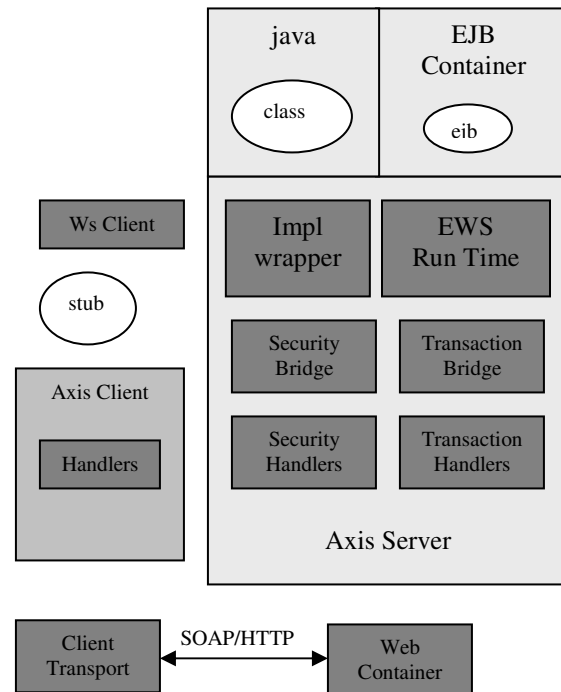 java
EJB
Container
class
eib
Ws Client
Impl
wrapper
EWS
Run Time
stub
Security
Bridge
Transaction
Bridge
Axis Client
Handlers
Security
Handlers
Transaction
Handlers
Axis Server
Client
Transport
SOAP/HTTP
Web
Container